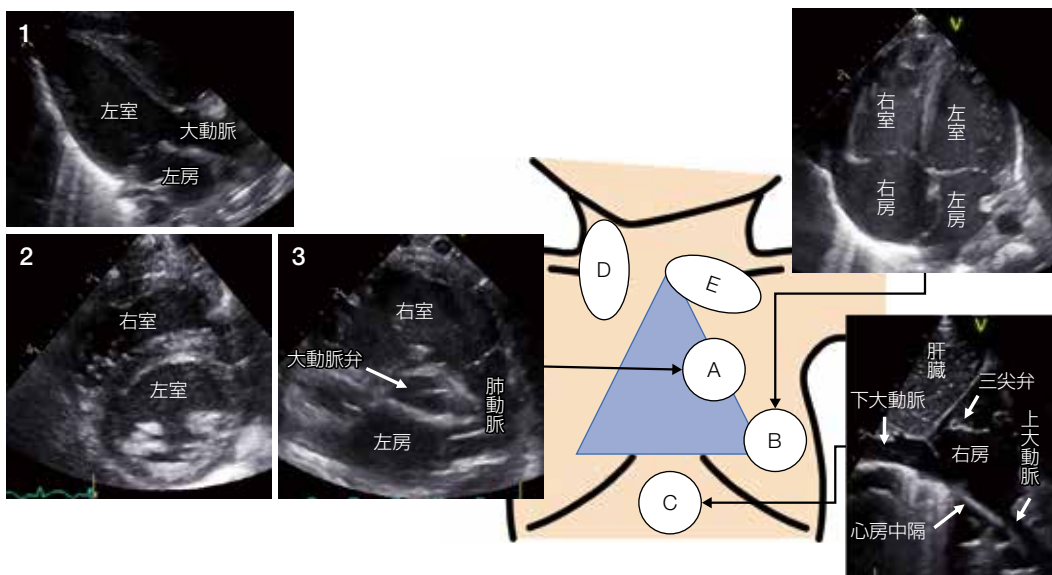 1
左室
大動脈
左房
2
右室
左室
3
右室
大動脈弁
肺動脈
左房
V
右室
左室
右房
左房
D
E
A
B
C
V
肝臓
三尖弁
下大動脈
右房
上大動脈
心房中隔